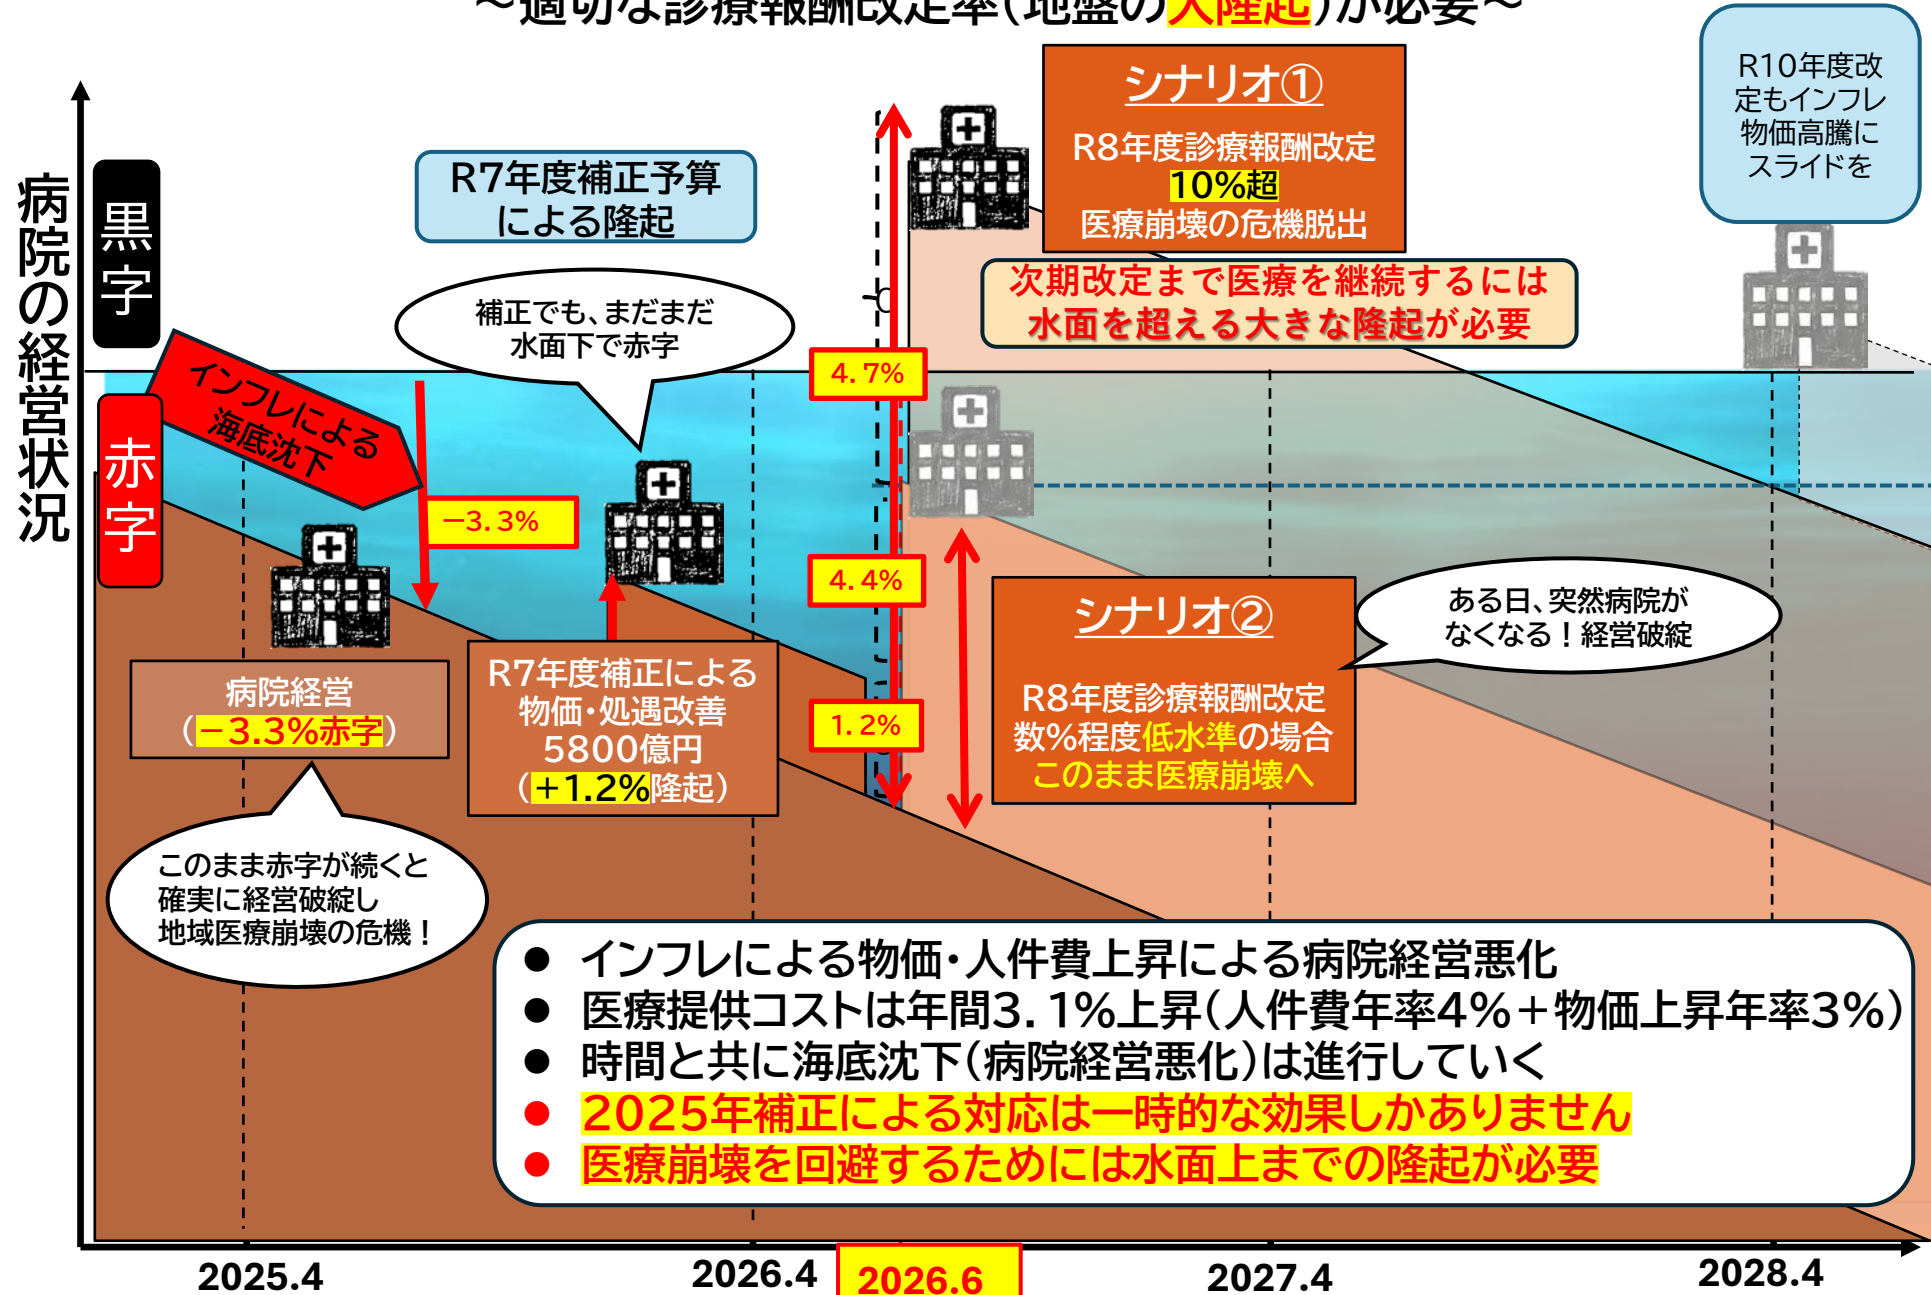 ～適切な診療報酬改定率（地盤の大隆起）が必要～
病院の経営状況
黒字
赤字
R7年度補正予算
による隆起
シナリオ①
R8年度診療報酬改定
10%超
医療崩壊の危機脱出
R10年度改
定もインフレ
物価高騰に
スライドを
次期改定まで医療を継続するには
水面を超える大きな隆起が必要
補正でも、まだまだ
水面下で赤字
インフレによる
海底沈下
－3.3%
4.7%
4.4%
1.2%
病院経営
（－3.3%赤字）
R7年度補正による
物価・処遇改善
5800億円
（＋1.2%隆起）
シナリオ②
R8年度診療報酬改定
数%程度低水準の場合
このまま医療崩壊へ
ある日、突然病院が
なくなる！経営破綻
このまま赤字が続くと
確実に経営破綻し
地域医療崩壊の危機！
● インフレによる物価・人件費上昇による病院経営悪化
● 医療提供コストは年間3.1%上昇（人件費年率4%＋物価上昇年率3%）
● 時間と共に海底沈下（病院経営悪化）は進行していく
● 2025年補正による対応は一時的な効果しかありません
● 医療崩壊を回避するためには水面上までの隆起が必要
2025.4
2026.4
2026.6
2027.4
2028.4